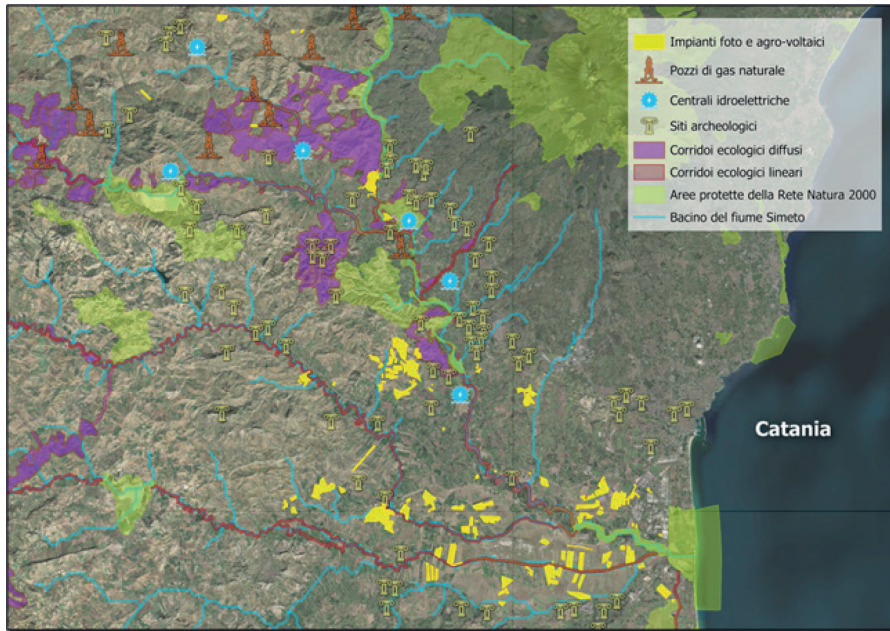 Impianti foto e agro-voltaici
Pozzi di gas naturale
Centrali idroelettriche
Siti archeologici
Corridoi ecologici diffusi
Corridoi ecologici lineari
Aree protette della Rete Natura 2000
Bacino del fiume Simeto
Catania